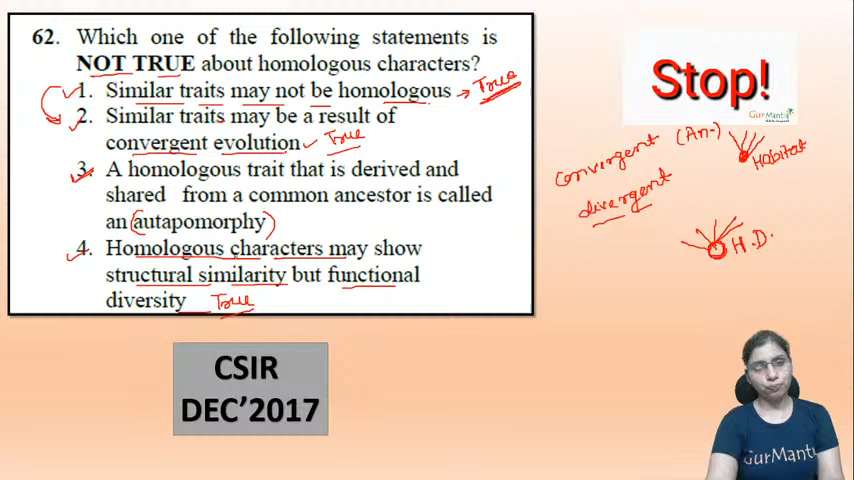 62. Which one of the following statements is
NOT TRUE about homologous characters?
1. Similar traits may not be homologous → True
2. Similar traits may be a result of
convergent evolution True
3. A homologous trait that is derived and
shared from a common ancestor is called
an (autapomorphy)
4. Homologous characters may show
structural similarity but functional
diversity True
Stop!
GurMantra
Convergent (An-)
Habitat
divergent
H.D.
CSIR
DEC'2017
GurMantr